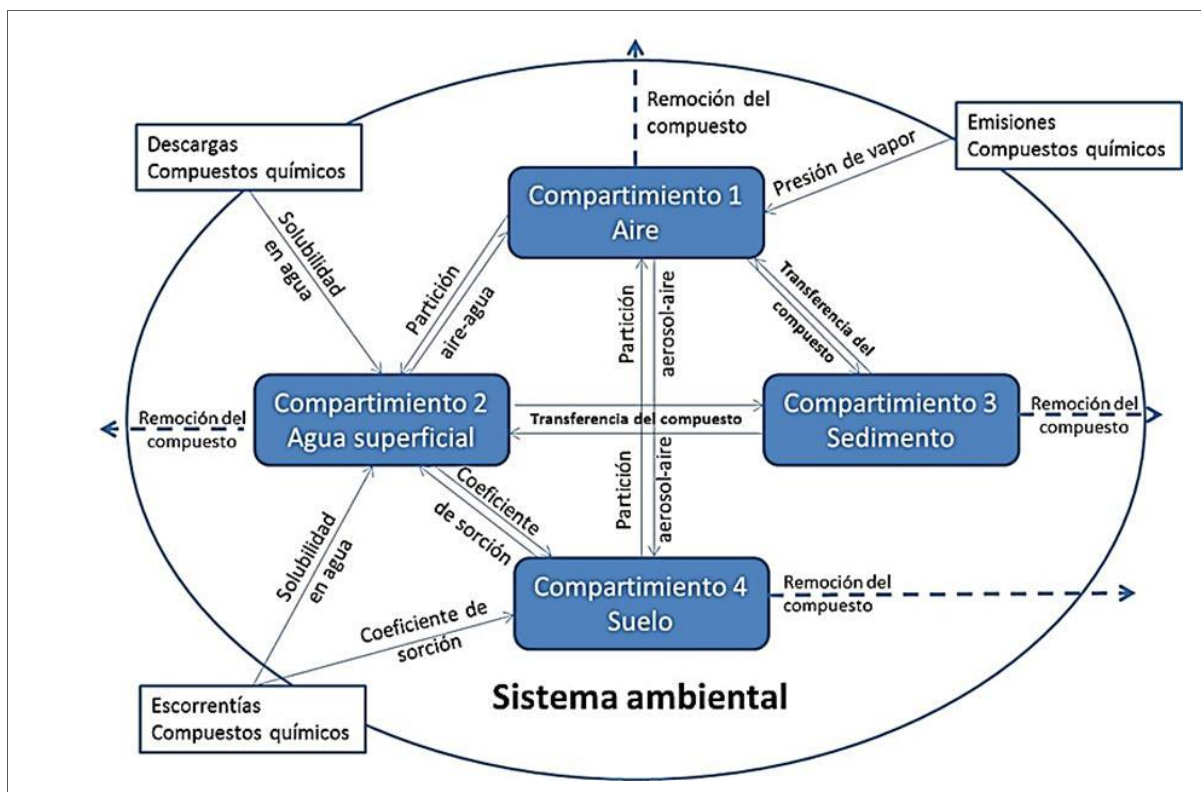 Remoción del
compuesto
Emisiones
Compuestos químicos
Descargas
Compuestos químicos
Presión de vapor
Compartimiento 1
Aire
Solubilidad
en agua
Partición
aire-agua
Partición
aerosol-aire
Transferencia del
compuesto
Compartimiento 2
Agua superficial
Compartimiento 3
Sedimento
Remoción del
compuesto
Transferencia del compuesto
Remoción del
compuesto
Coeficiente
de sorción
Partición
aerosol-aire
Solubilidad
en agua
Compartimiento 4
Suelo
Remoción del
compuesto
Coeficiente de
sorción
Escorrentías
Compuestos químicos
Sistema ambiental